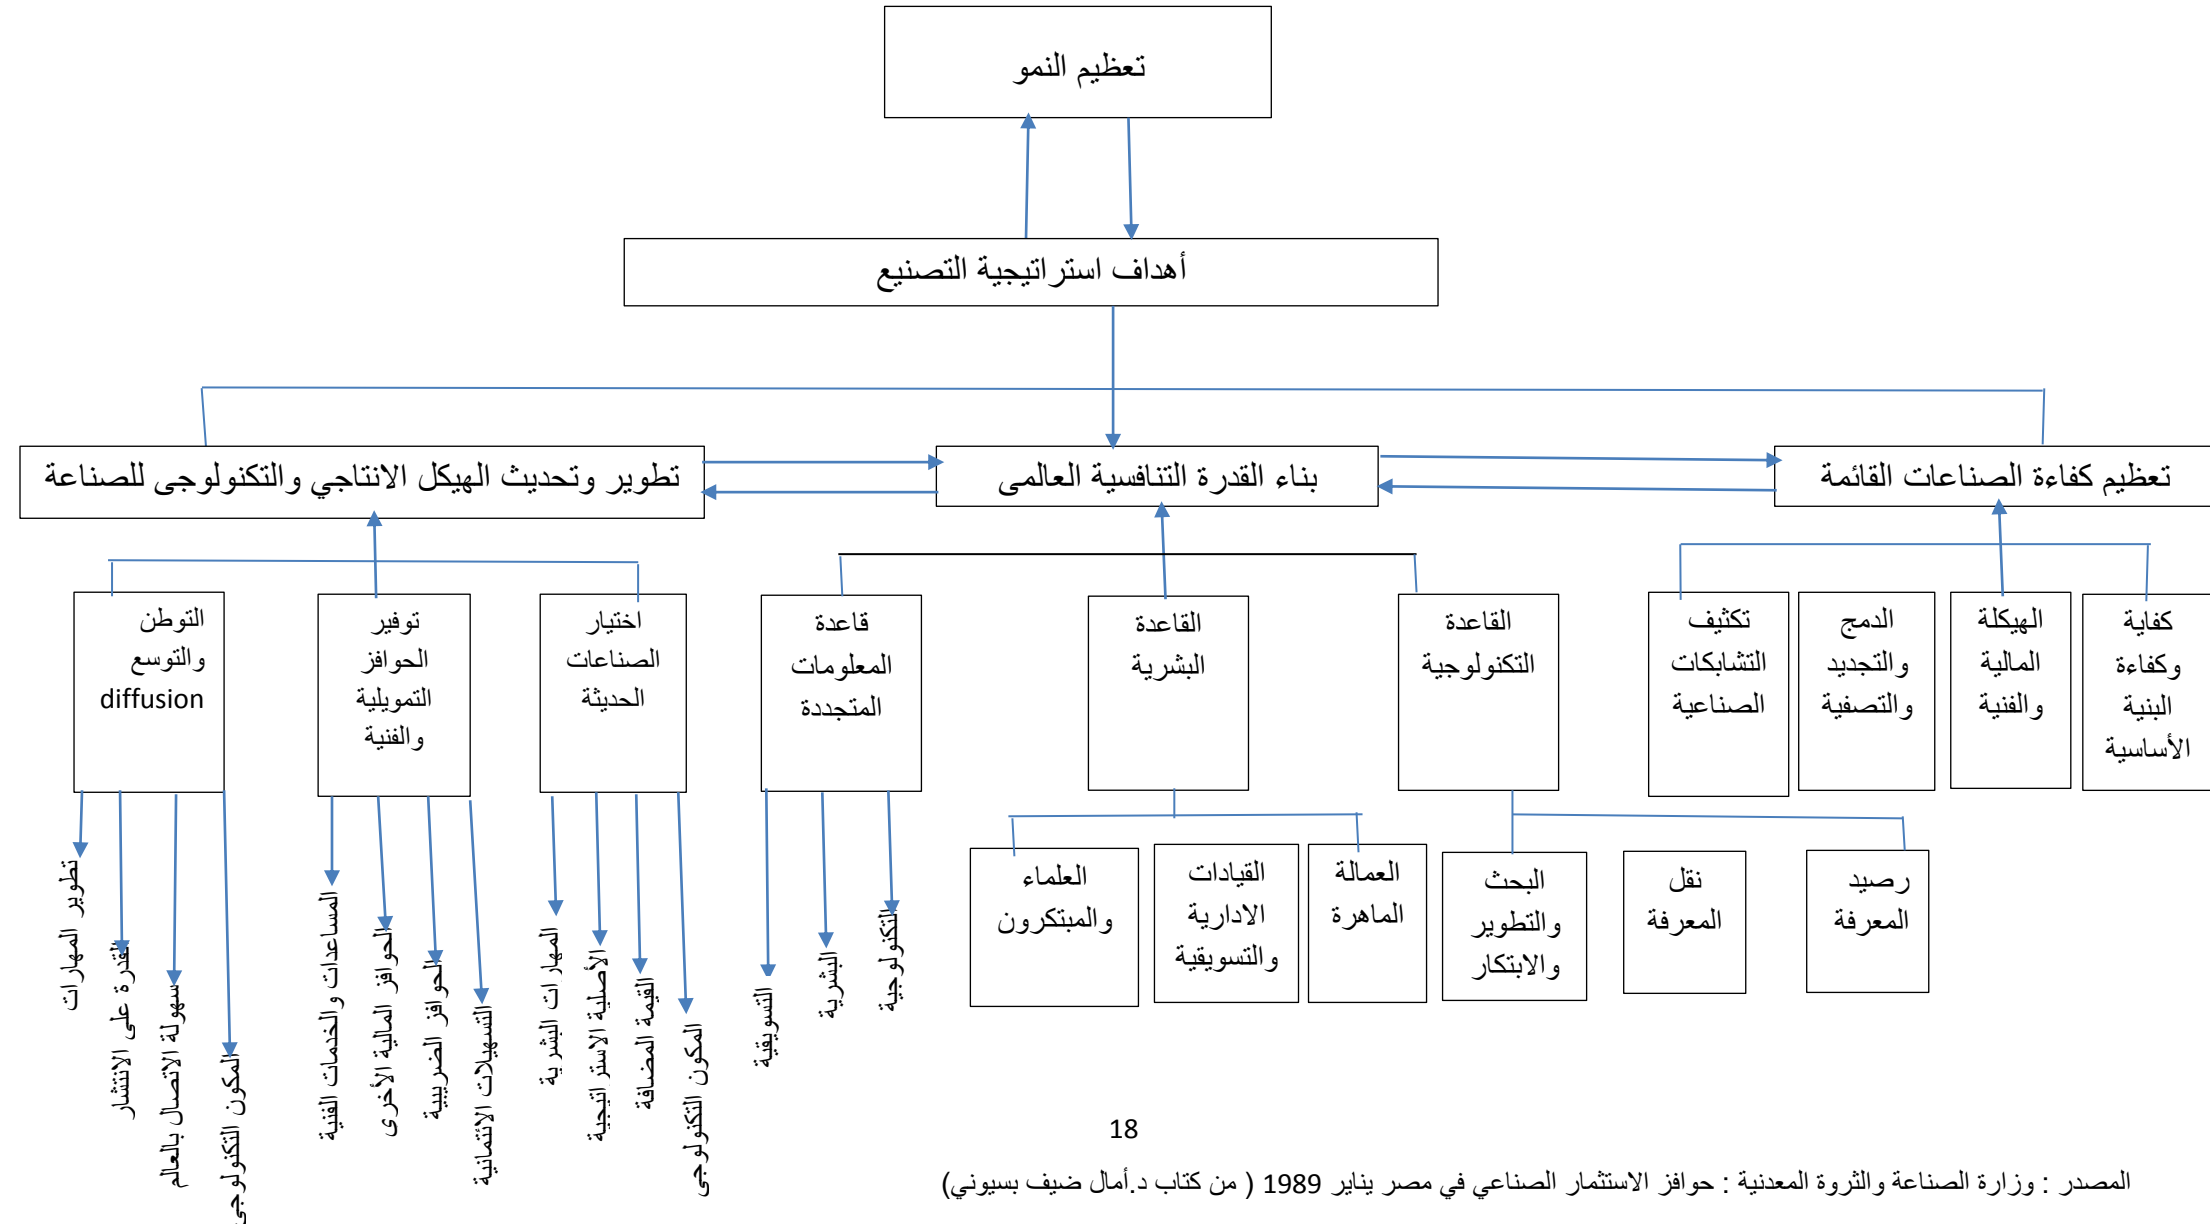 تعظيم النمو
أهداف استراتيجية التصنيع
تعظيم كفاءة الصناعات القائمة
بناء القدرة التنافسية العالمى
تطوير وتحديث الهيكل الانتاجي والتكنولوجى للصناعة
كفاية
وكفاءة
البنية
الأساسية
الهيكلة
المالية
والفنية
الدمج
والتجديد
والتصفية
تكثيف
التشابكات
الصناعية
القاعدة
التكنولوجية
القاعدة
البشرية
قاعدة
المعلومات
المتجددة
اختيار
الصناعات
الحديثة
توفير
الحوافز
التمويلية
والفنية
التوطن
والتوسع
diffusion
رصيد
المعرفة
نقل
المعرفة
البحث
والتطوير
والابتكار
العمالة
الماهرة
القيادات
الادارية
والتسويقية
العلماء
والمبتكرون
التكنولوجية
البشرية
التسويقية
المكون التكنولوجى
القيمة المضافة
الأصلية الاستراتيجية
المهارات البشرية
التسهيلات الائتمانية
الحوافز الضريبية
الحوافز المالية الأخرى
المساعدات والخدمات الفنية
المكون التكنولوجى
سهولة الاتصال بالعالم
القدرة على الانتشار
تطوير المهارات
18
المصدر : وزارة الصناعة والثروة المعدنية : حوافز الاستثمار الصناعي في مصر يناير 1989 ( من كتاب د.أمال ضيف بسيوني)